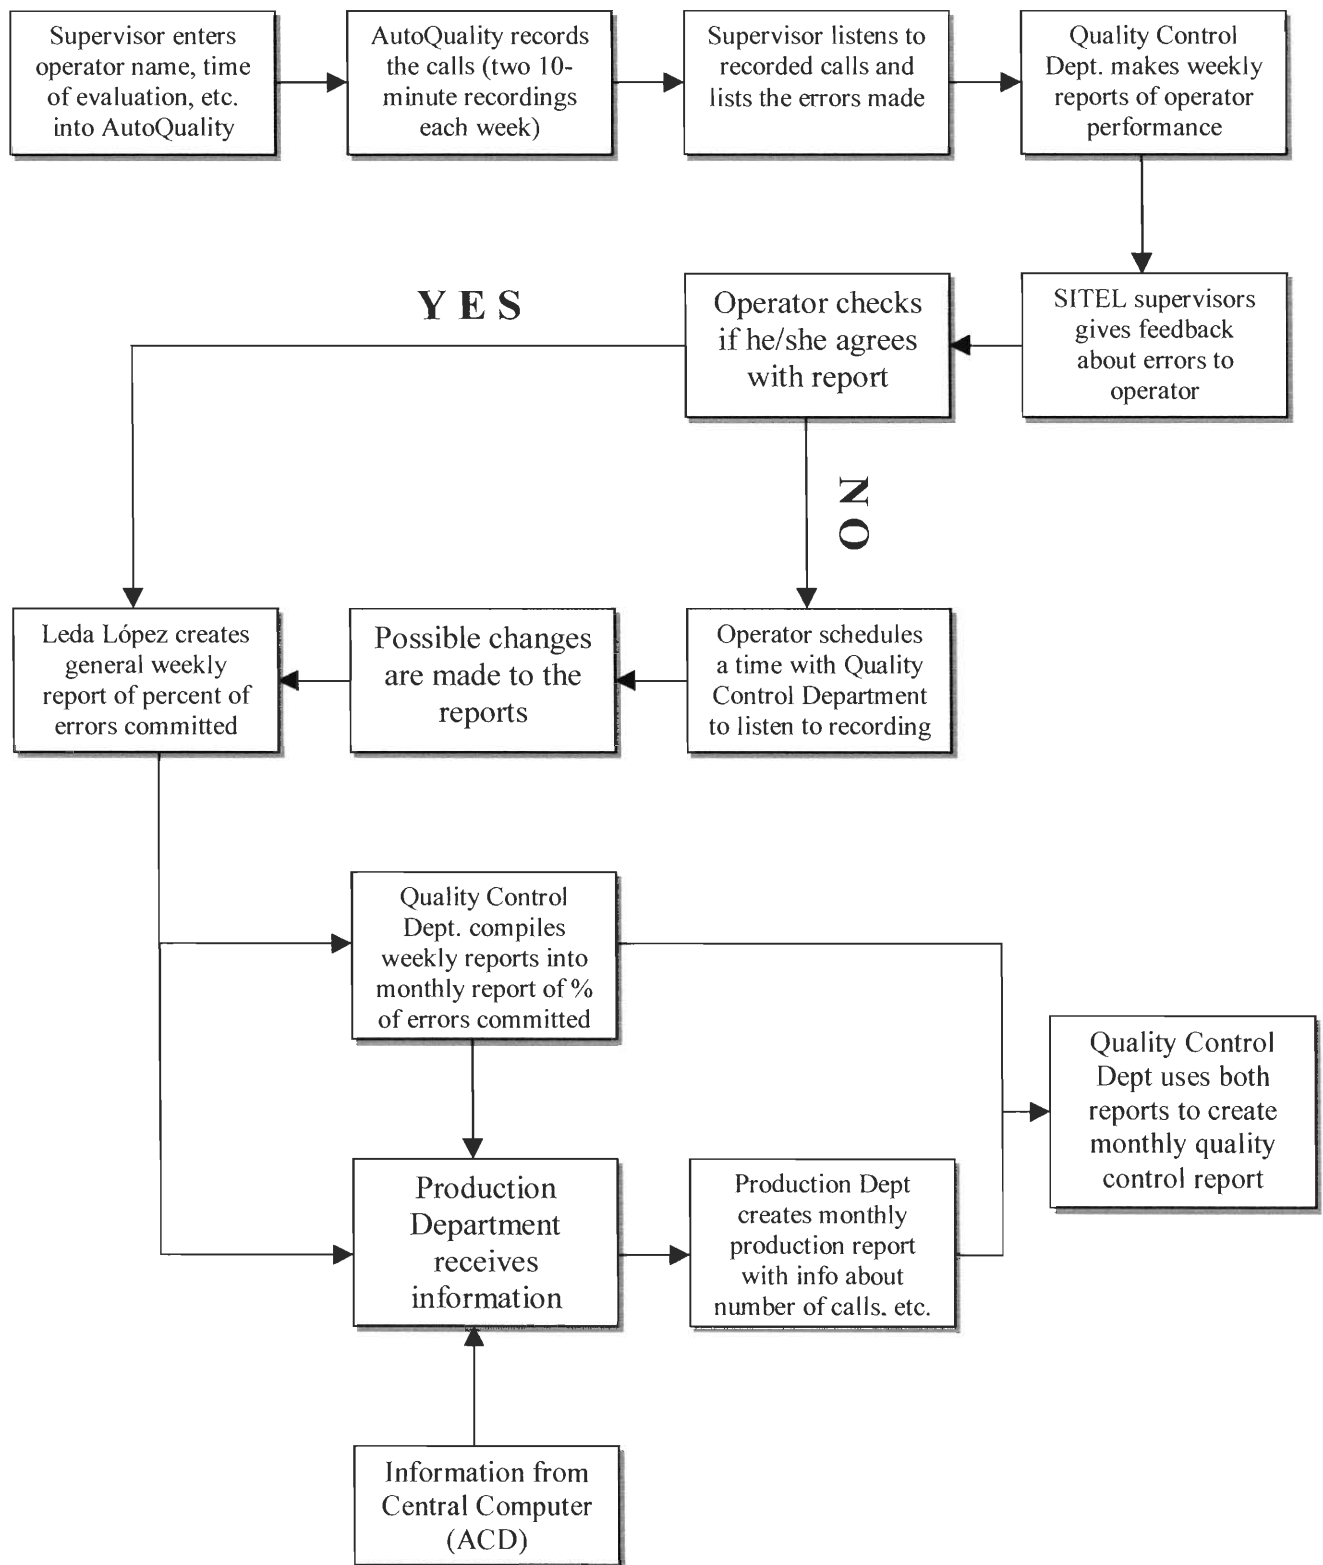 Supervisor enters
operator name, time
of evaluation, etc.
into AutoQuality
AutoQuality records
the calls (two 10-
minute recordings
each week)
Supervisor listens to
recorded calls and
lists the errors made
Quality Control
Dept. makes weekly
reports of operator
performance
SITEL supervisors
gives feedback
about errors to
operator
Operator checks
if he/she agrees
with report
Y E S
N O
Operator schedules
a time with Quality
Control Department
to listen to recording
Possible changes
are made to the
reports
Leda López creates
general weekly
report of percent of
errors committed
Quality Control
Dept. compiles
weekly reports into
monthly report of %
of errors committed
Production
Department
receives
information
Information from
Central Computer
(ACD)
Production Dept
creates monthly
production report
with info about
number of calls, etc.
Quality Control
Dept uses both
reports to create
monthly quality
control report